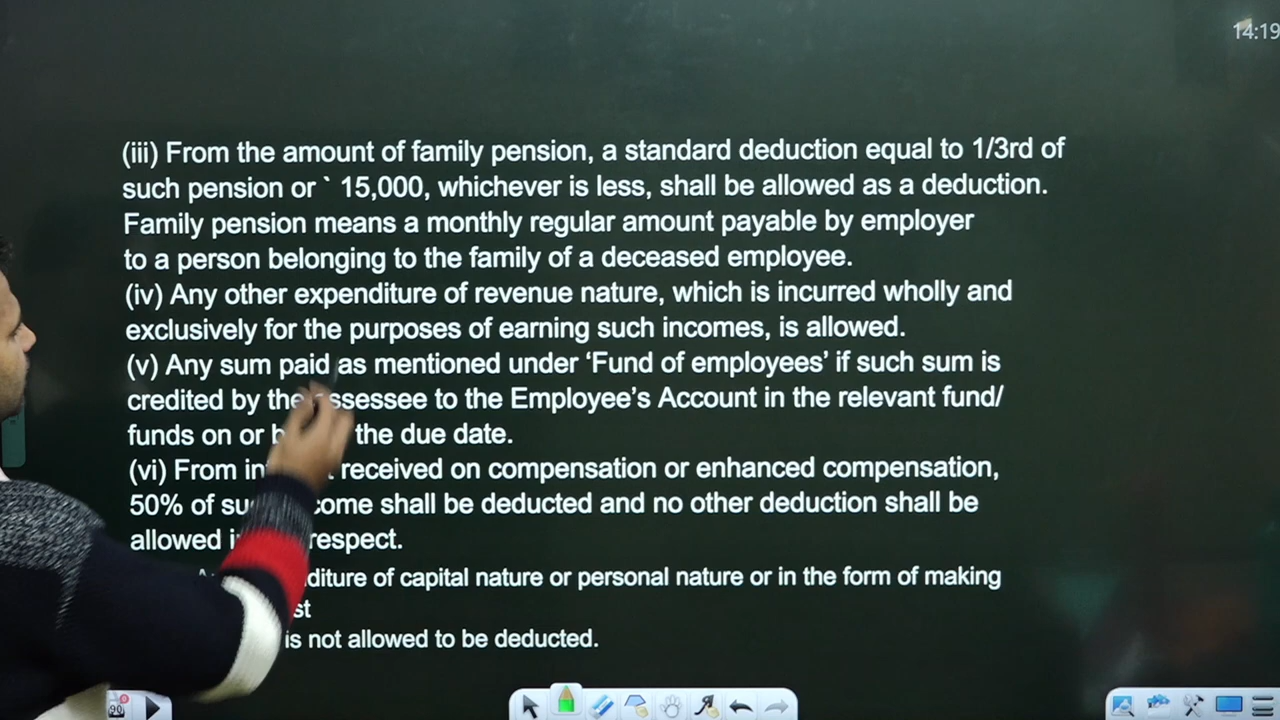 14:19
(iii) From the amount of family pension, a standard deduction equal to 1/3rd of
such pension or ` 15,000, whichever is less, shall be allowed as a deduction.
Family pension means a monthly regular amount payable by employer
to a person belonging to the family of a deceased employee.
(iv) Any other expenditure of revenue nature, which is incurred wholly and
exclusively for the purposes of earning such incomes, is allowed.
(v) Any sum paid as mentioned under ‘Fund of employees’ if such sum is
credited by the assessee to the Employee’s Account in the relevant fund/
funds on or the due date.
(vi) From received on compensation or enhanced compensation,
50% of shall be deducted and no other deduction shall be
allowed respect.
of capital nature or personal nature or in the form of making
is not allowed to be deducted.